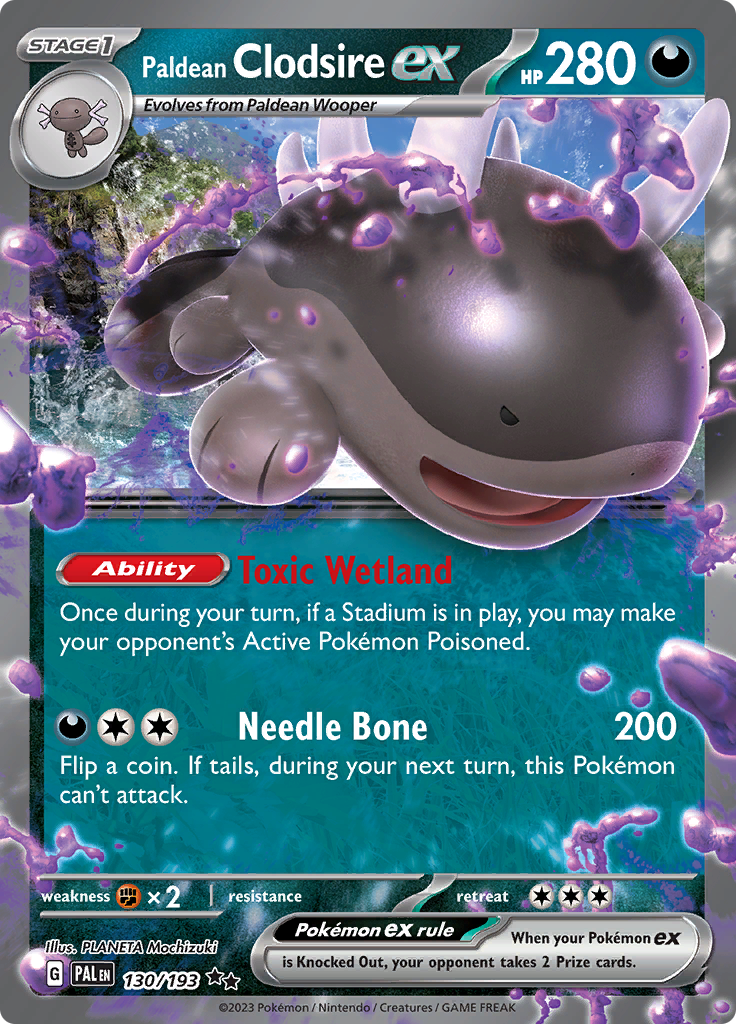 STAGE1
Paldean Clodsire ex HP 280
Evolves from Paldean Wooper
Ability Toxic Wetland
Once during your turn, if a Stadium is in play, you may make
your opponent's Active Pokémon Poisoned.
Needle Bone 200
Flip a coin. If tails, during your next turn, this Pokémon
can't attack.
weakness ×2 resistance retreat
Illus. PLANETA Mochizuki
Pokémon ex rule
When your Pokémon ex
is Knocked Out, your opponent takes 2 Prize cards.
G PAL EN 130/193
©2023 Pokémon / Nintendo / Creatures / GAME FREAK